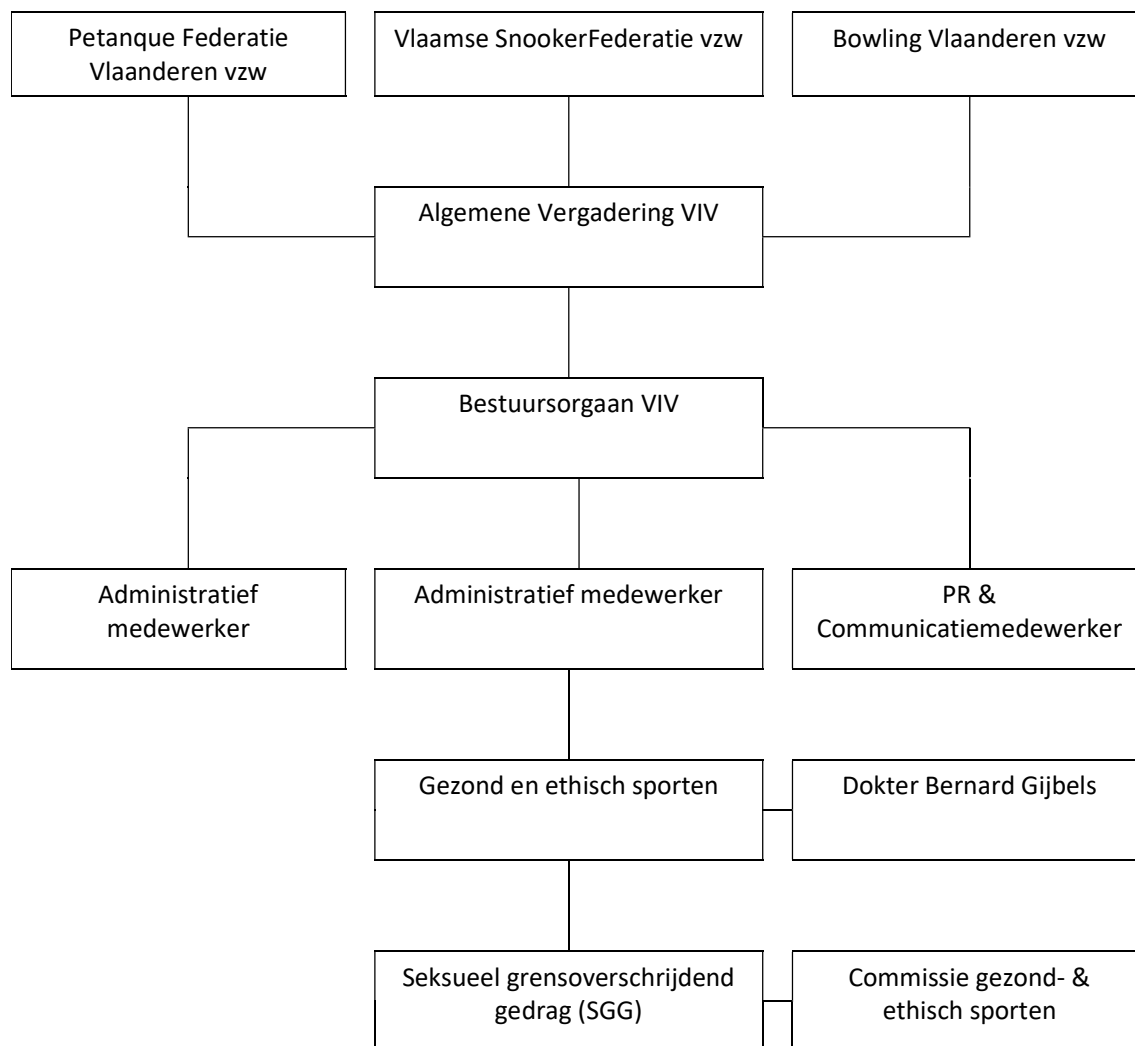 Petanque Federatie
Vlaanderen vzw
Vlaamse SnookerFederatie vzw
Bowling Vlaanderen vzw
Algemene Vergadering VIV
Bestuursorgaan VIV
Administratief
medewerker
Administratief medewerker
PR &
Communicatiemedewerker
Gezond en ethisch sporten
Dokter Bernard Gijbels
Seksueel grensoverschrijdend
gedrag (SGG)
Commissie gezond- &
ethisch sporten